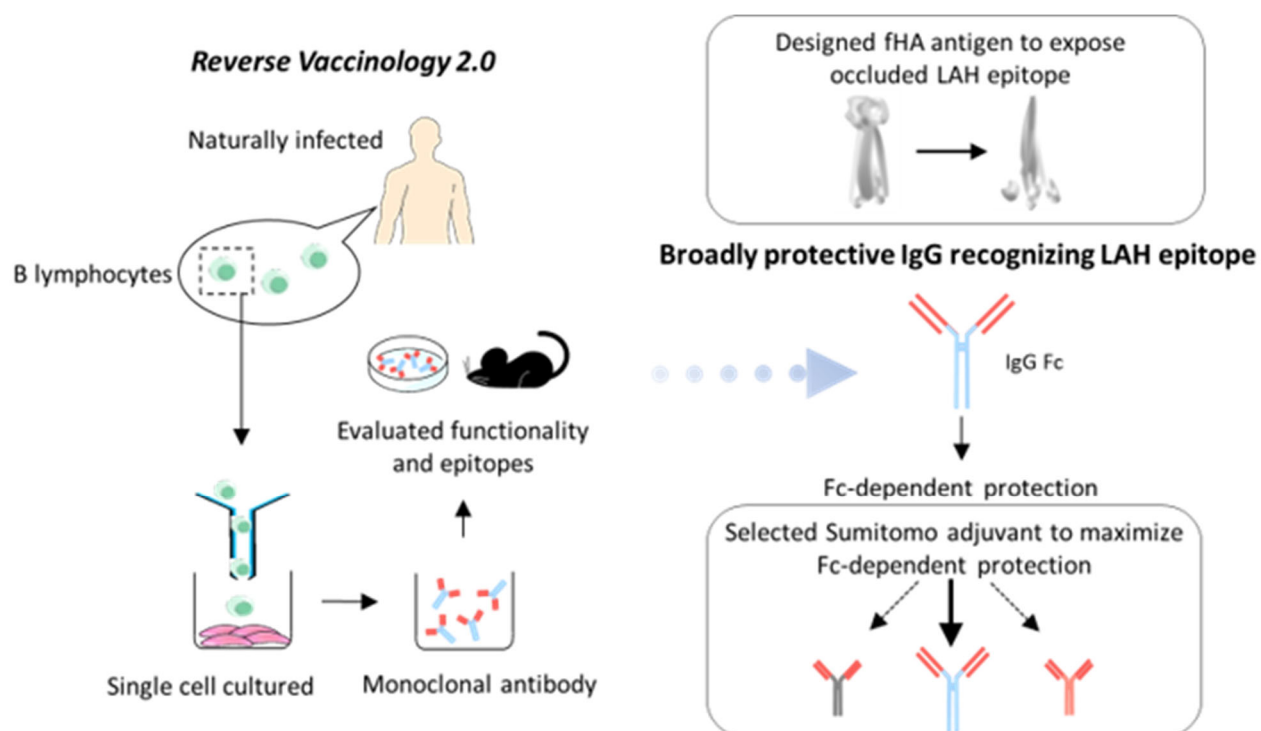 Reverse Vaccinology 2.0
Naturally infected
B lymphocytes
Evaluated functionality
and epitopes
Single cell cultured
Monoclonal antibody
Designed fHA antigen to expose
occluded LAH epitope
Broadly protective IgG recognizing LAH epitope
IgG Fc
Fc-dependent protection
Selected Sumitomo adjuvant to maximize
Fc-dependent protection